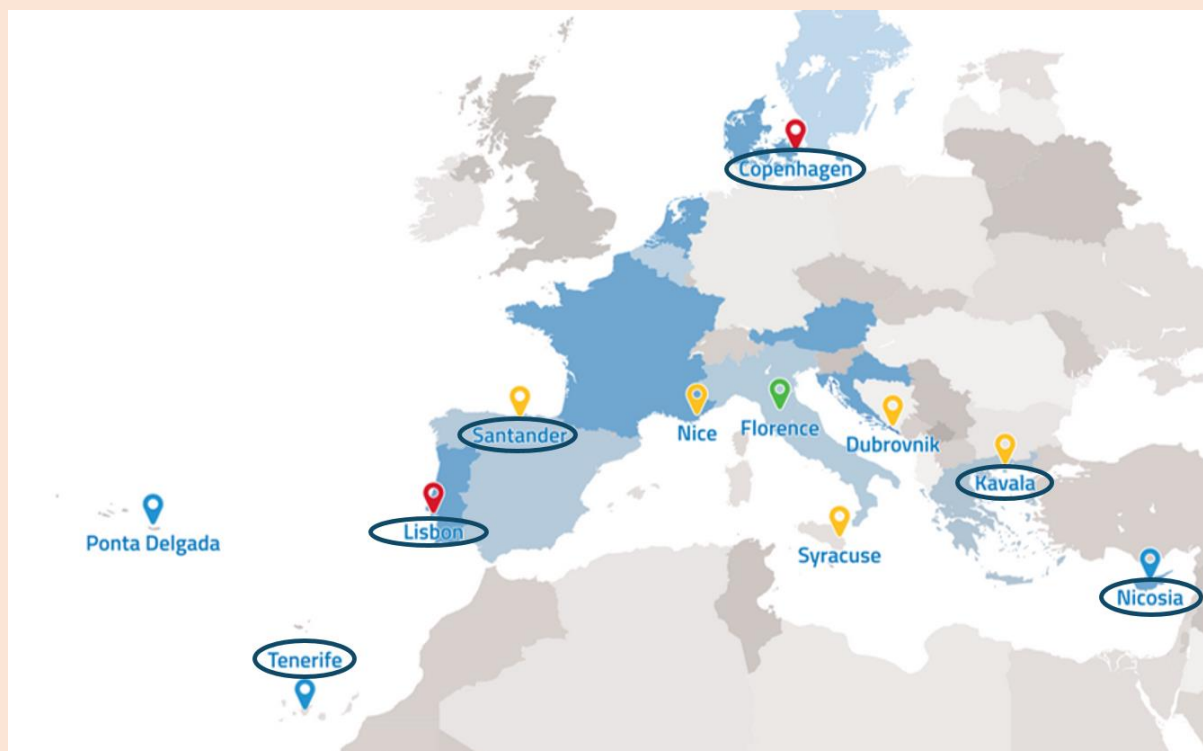 Copenhagen
Santander
Nice
Florence
Dubrovnik
Kavala
Ponta Delgada
Lisbon
Syracuse
Nicosia
Tenerife